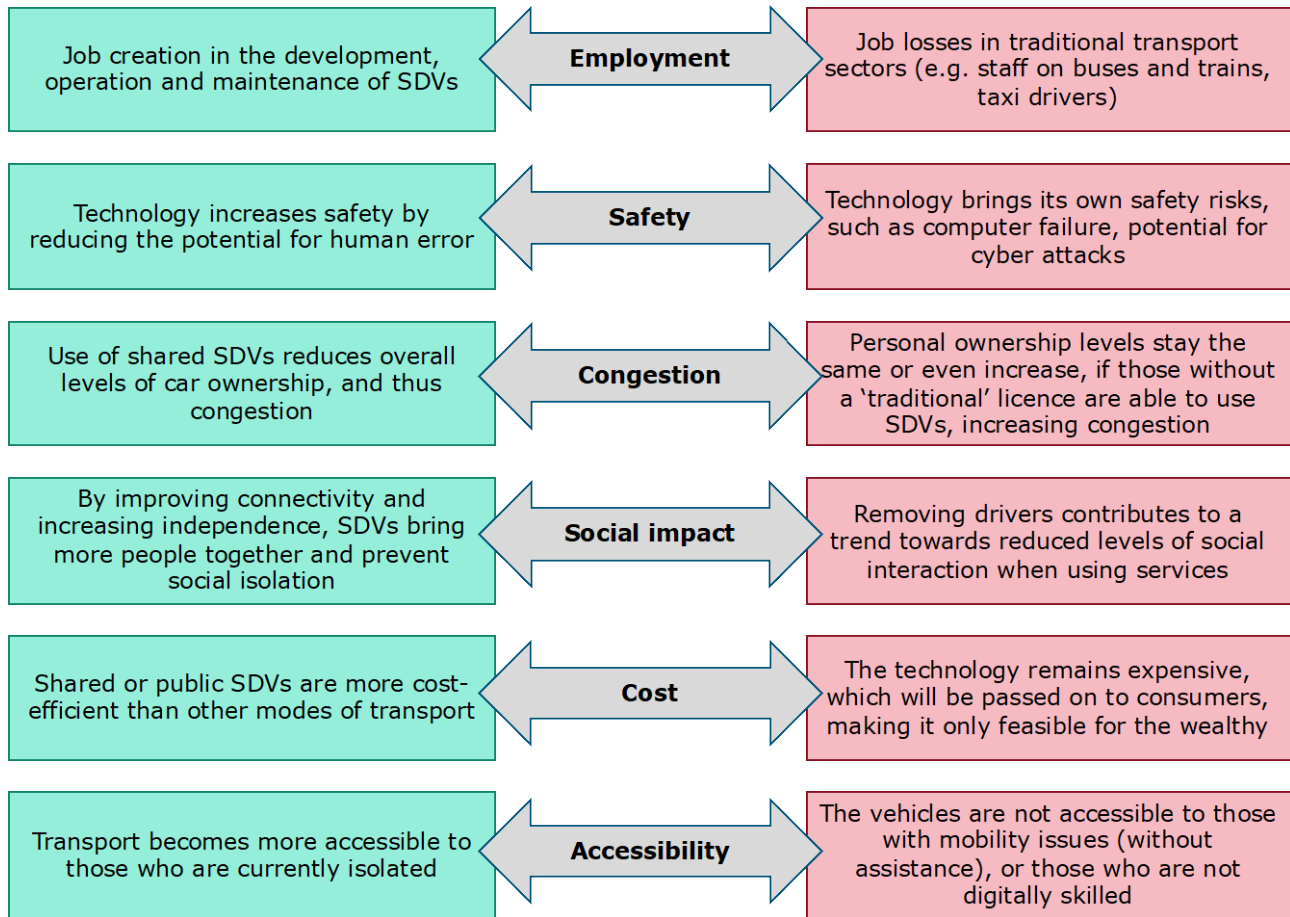 Job creation in the development,
operation and maintenance of SDVs
Employment
Job losses in traditional transport
sectors (e.g. staff on buses and trains,
taxi drivers)
Technology increases safety by
reducing the potential for human error
Safety
Technology brings its own safety risks,
such as computer failure, potential for
cyber attacks
Use of shared SDVs reduces overall
levels of car ownership, and thus
congestion
Congestion
Personal ownership levels stay the
same or even increase, if those without
a ‘traditional’ licence are able to use
SDVs, increasing congestion
By improving connectivity and
increasing independence, SDVs bring
more people together and prevent
social isolation
Social impact
Removing drivers contributes to a
trend towards reduced levels of social
interaction when using services
Shared or public SDVs are more cost-
efficient than other modes of transport
Cost
The technology remains expensive,
which will be passed on to consumers,
making it only feasible for the wealthy
Transport becomes more accessible to
those who are currently isolated
Accessibility
The vehicles are not accessible to those
with mobility issues (without
assistance), or those who are not
digitally skilled